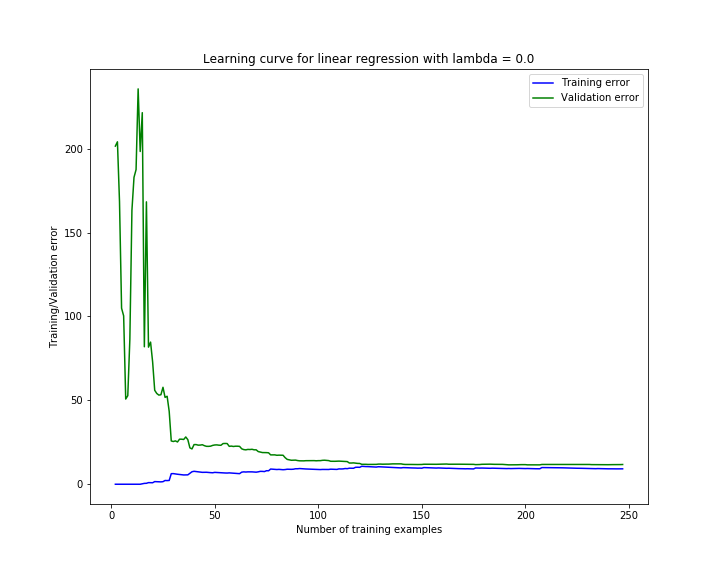 Learning curve for linear regression with lambda = 0.0
Training error
Validation error
Training/Validation error
200
150
100
50
0
0 50 100 150 200 250
Number of training examples